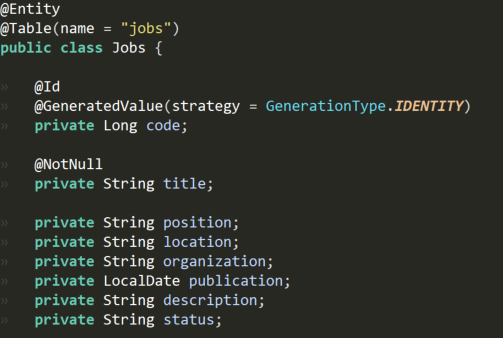 @Entity
@Table(name = "jobs")
public class Jobs {
» @Id
» @GeneratedValue(strategy = GenerationType.IDENTITY)
» private Long code;
» @NotNull
» private String title;
» private String position;
» private String location;
» private String organization;
» private LocalDate publication;
» private String description;
» private String status;